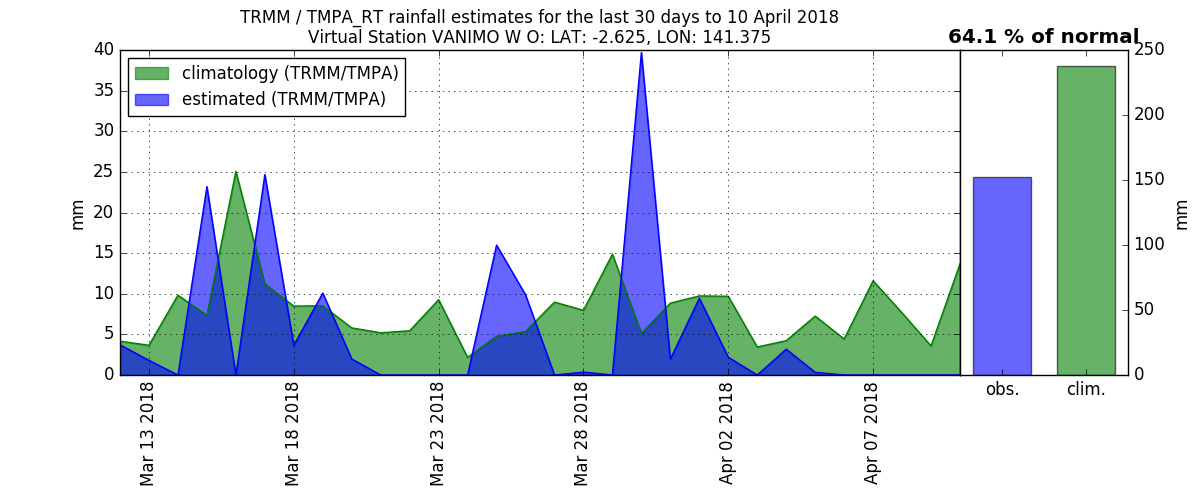 TRMM / TMPA_RT rainfall estimates for the last 30 days to 10 April 2018
Virtual Station VANIMO W O: LAT: -2.625, LON: 141.375
64.1 % of normal
climatology (TRMM/TMPA)
estimated (TRMM/TMPA)
mm
40
35
30
25
20
15
10
5
0
Mar 13 2018
Mar 18 2018
Mar 23 2018
Mar 28 2018
Apr 02 2018
Apr 07 2018
obs.
clim.
250
200
150
100
50
0
mm